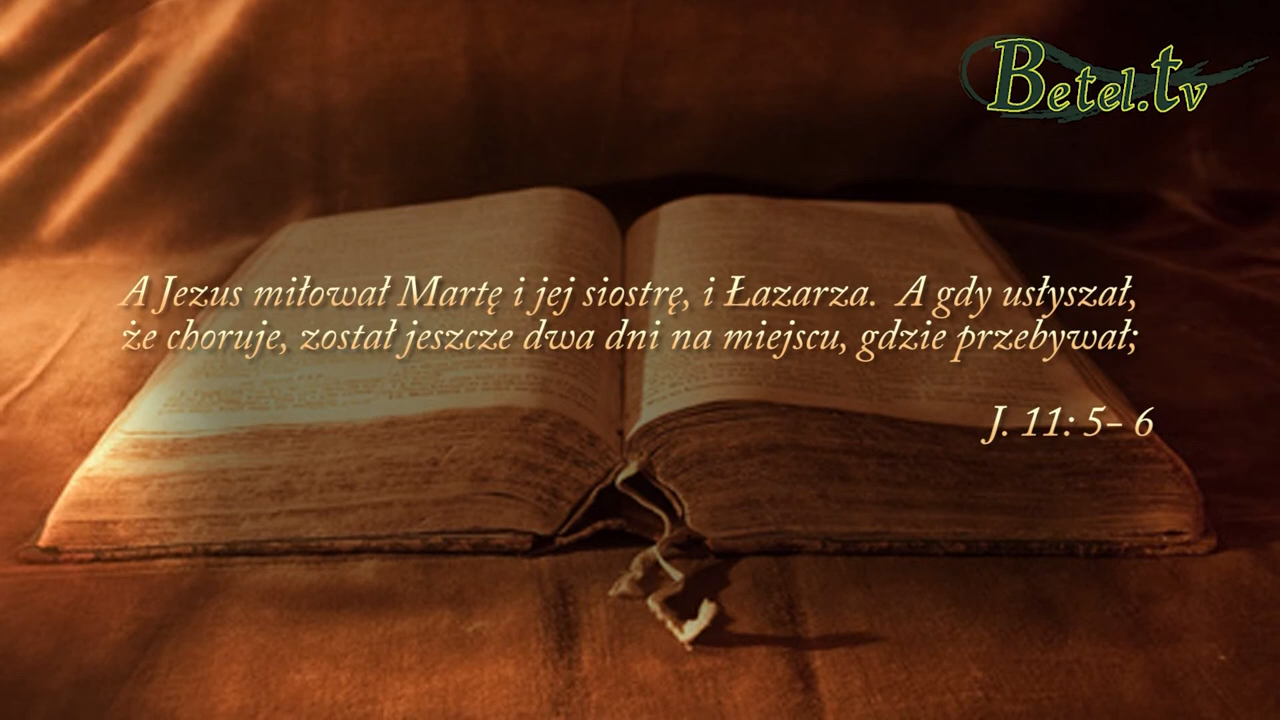 Betel.tv
A Jezus miłował Martę i jej siostrę, i Łazarza. A gdy usłyszał,
że choruje, został jeszcze dwa dni na miejscu, gdzie przebywał;
J. 11: 5– 6